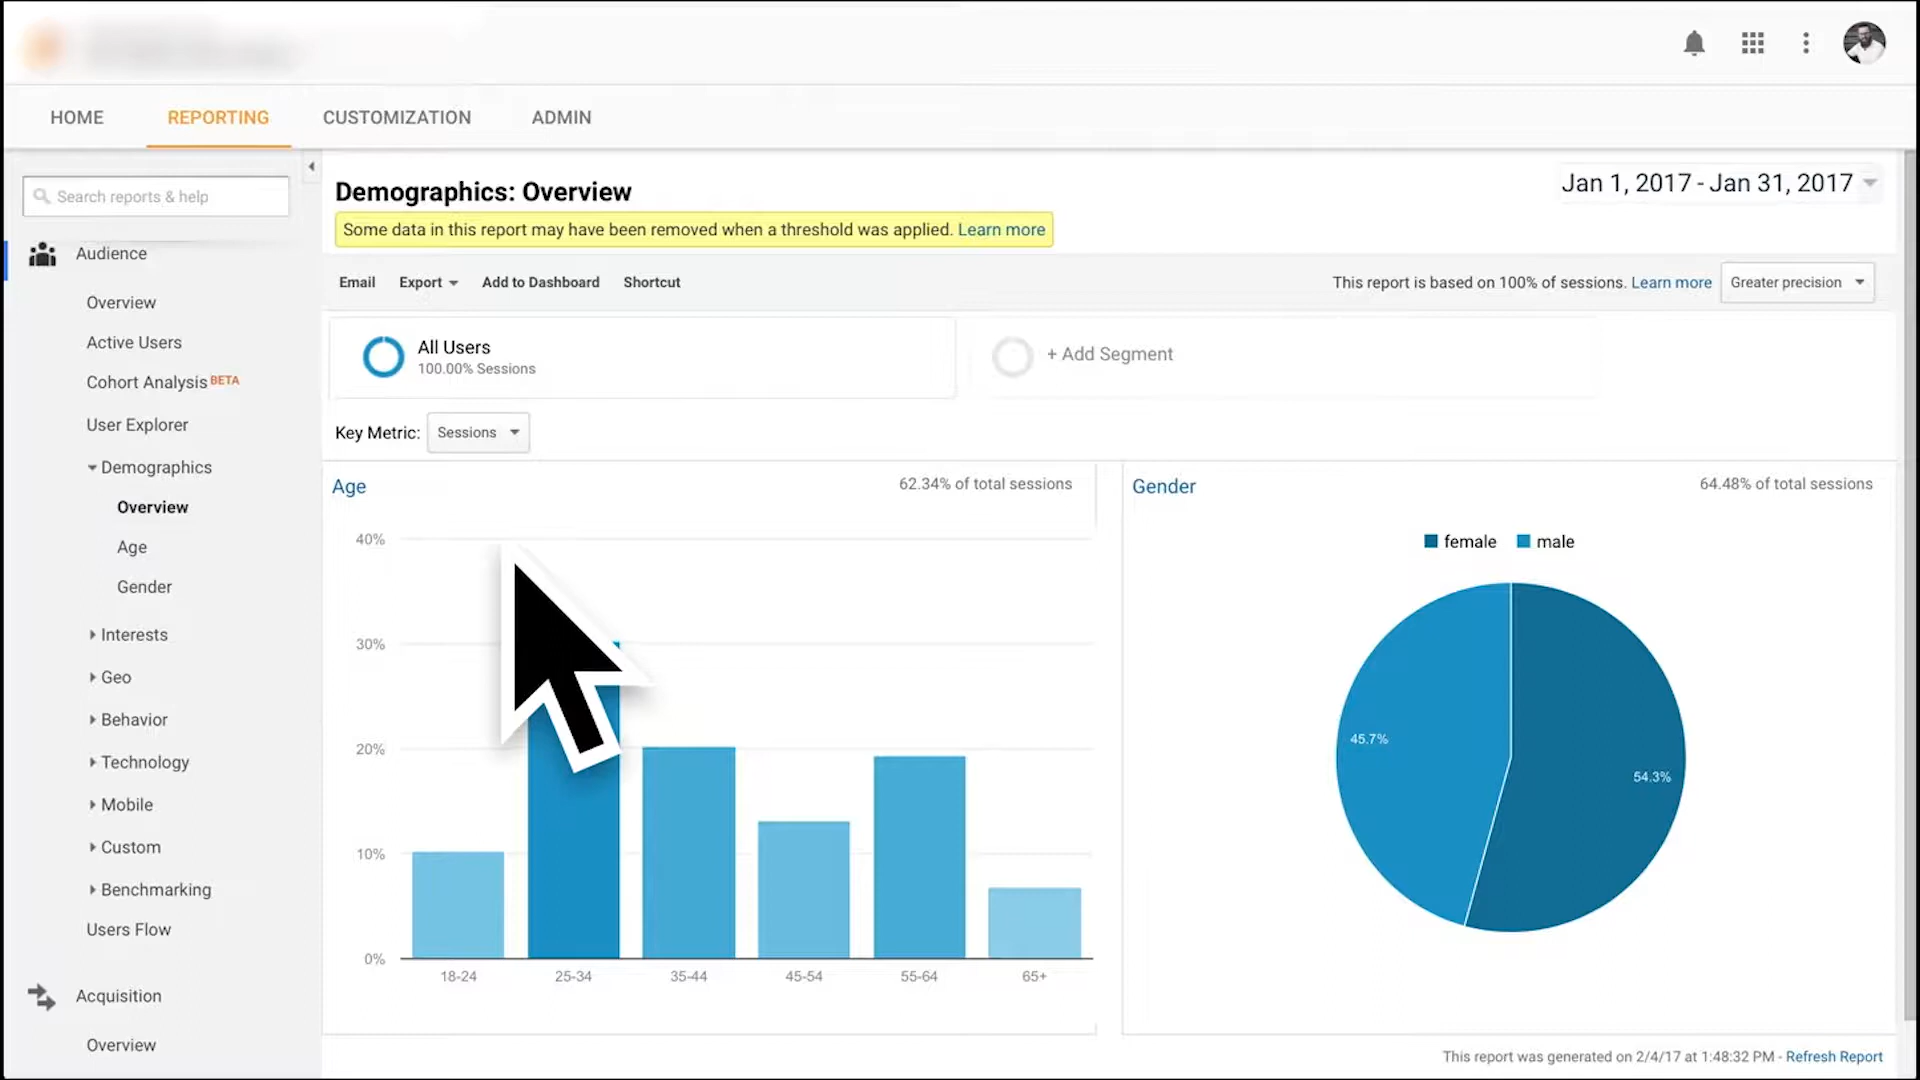 HOME REPORTING CUSTOMIZATION ADMIN
Search reports & help
Audience
Overview
Active Users
Cohort Analysis BETA
User Explorer
Demographics
Overview
Age
Gender
Interests
Geo
Behavior
Technology
Mobile
Custom
Benchmarking
Users Flow
Acquisition
Overview
Demographics: Overview
Jan 1, 2017 - Jan 31, 2017
Some data in this report may have been removed when a threshold was applied. Learn more
Email Export Add to Dashboard Shortcut
This report is based on 100% of sessions. Learn more Greater precision
All Users
100.00% Sessions
+ Add Segment
Key Metric: Sessions
Age 62.34% of total sessions
40%
30%
20%
10%
0%
18-24 25-34 35-44 45-54 55-64 65+
Gender 64.48% of total sessions
female male
45.7%
54.3%
This report was generated on 2/4/17 at 1:48:32 PM - Refresh Report